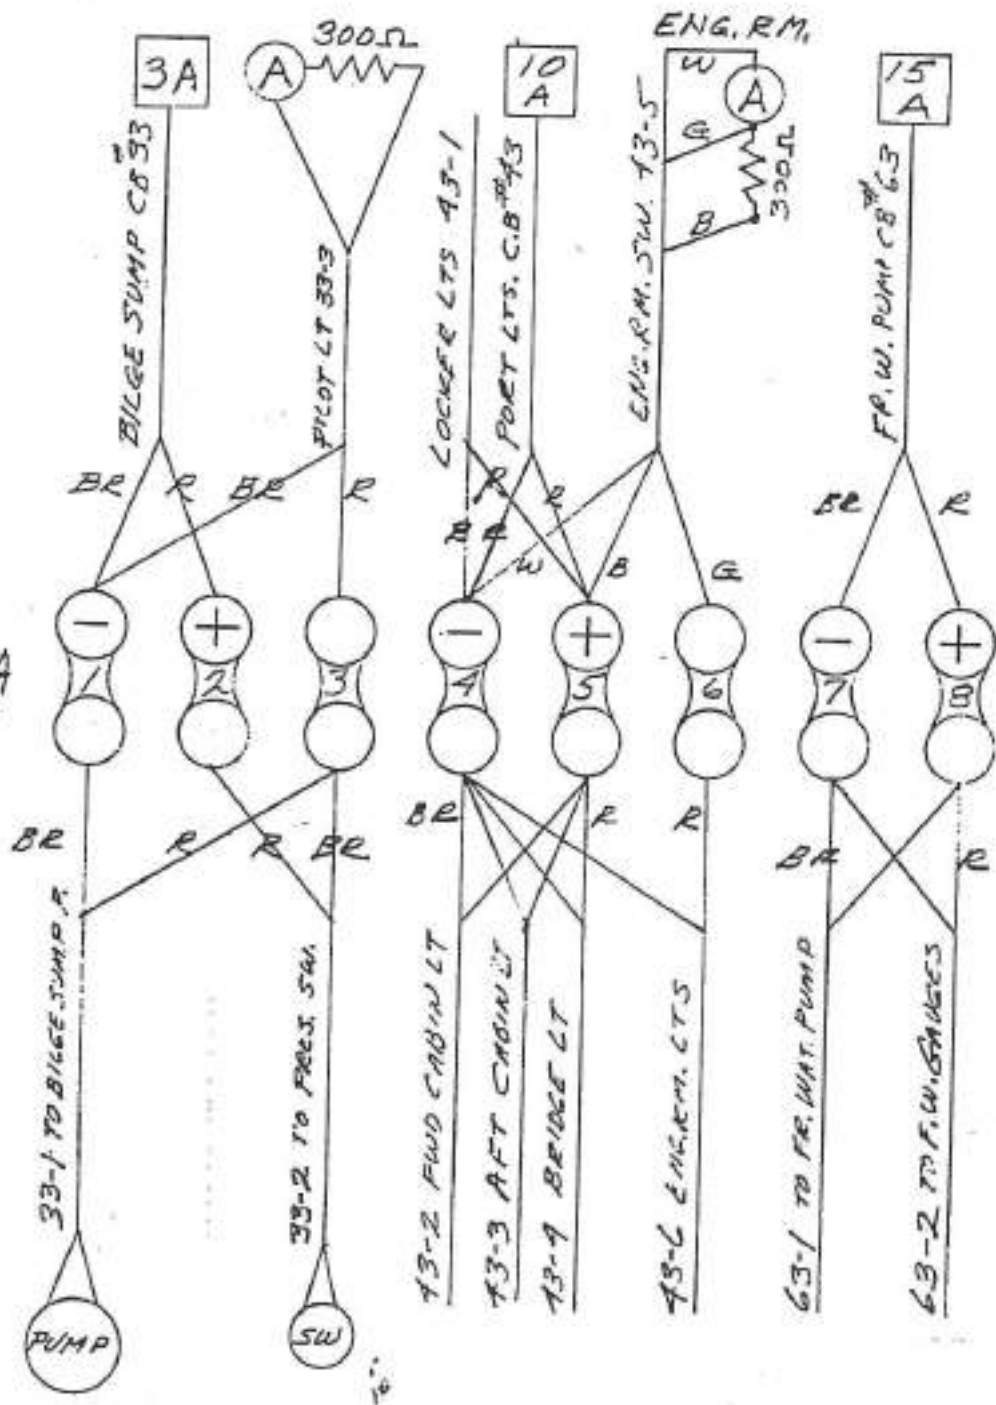 3A
A
300Ω
10
A
ENG. RM.
W
A
G
300Ω
B
15
A
BILGE SUMP CB #33
PILOT LT 33-3
LOCKER LTS 43-1
PORT LTS. C.B #43
ENG. RM. SW. 43-5
FR. W. PUMP CB #63
BR
R
BR
R
R
BR
R
W
B
G
BR
R
-
+
-
+
-
+
1
2
3
4
5
6
7
8
A
BR
R
R
BR
BR
R
R
BR
R
33-1 TO BILGE SUMP P.
33-2 TO PRES. SW.
43-2 FWD CABIN LT
43-3 AFT CABIN LT
43-4 BRIDGE LT
43-6 ENG. RM. LTS
63-1 TO FR. WAT. PUMP
63-2 TO F.W. GAUGES
PUMP
SW